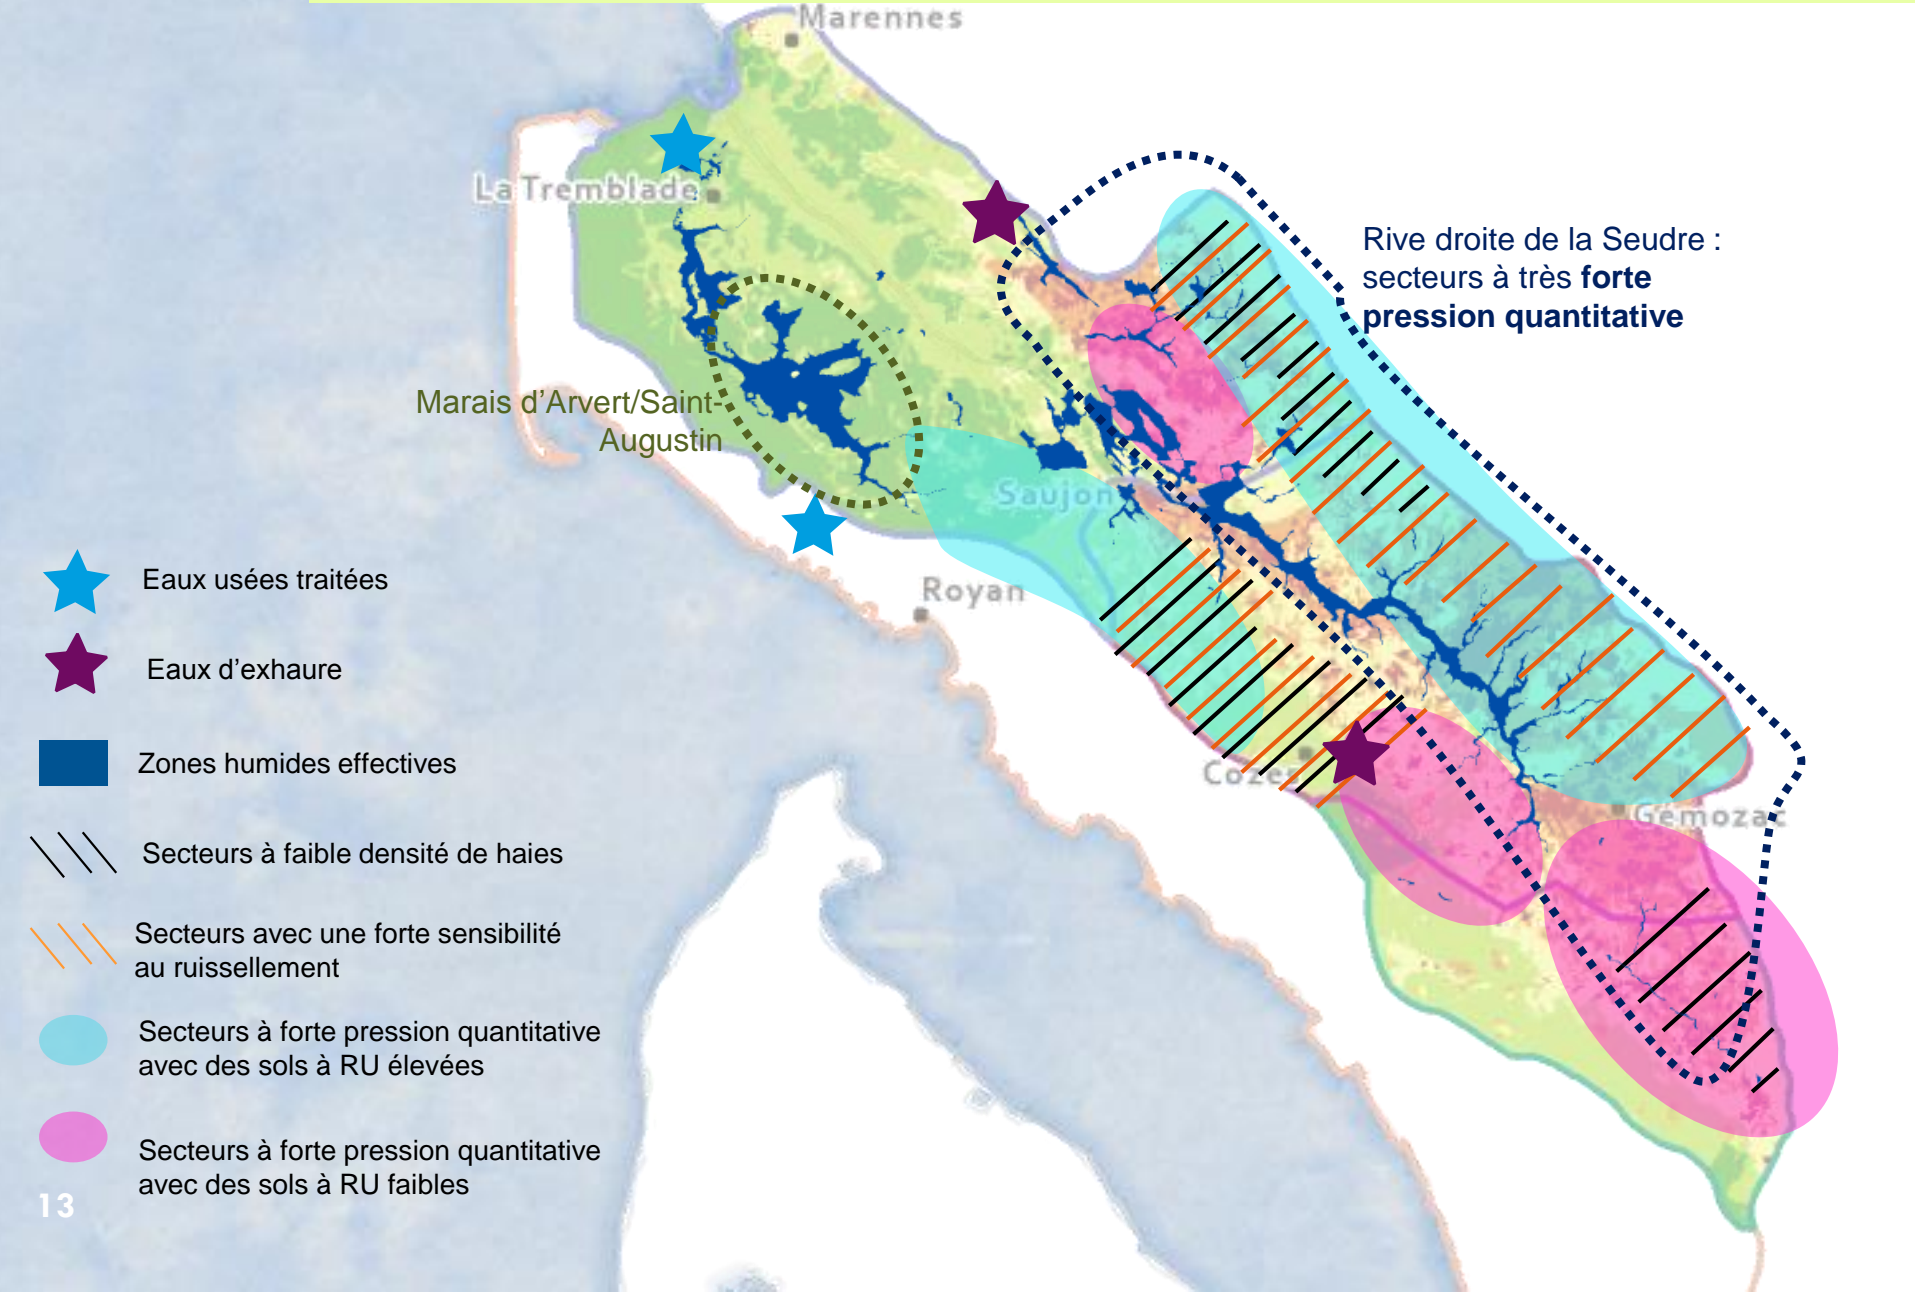 Marennes
La Tremblade
Rive droite de la Seudre :
secteurs à très forte
pression quantitative
Marais d'Arvert/Saint-
Augustin
Saujon
Royan
Cozes
Gémozac
Eaux usées traitées
Eaux d'exhaure
Zones humides effectives
Secteurs à faible densité de haies
Secteurs avec une forte sensibilité
au ruissellement
Secteurs à forte pression quantitative
avec des sols à RU élevées
Secteurs à forte pression quantitative
avec des sols à RU faibles
13